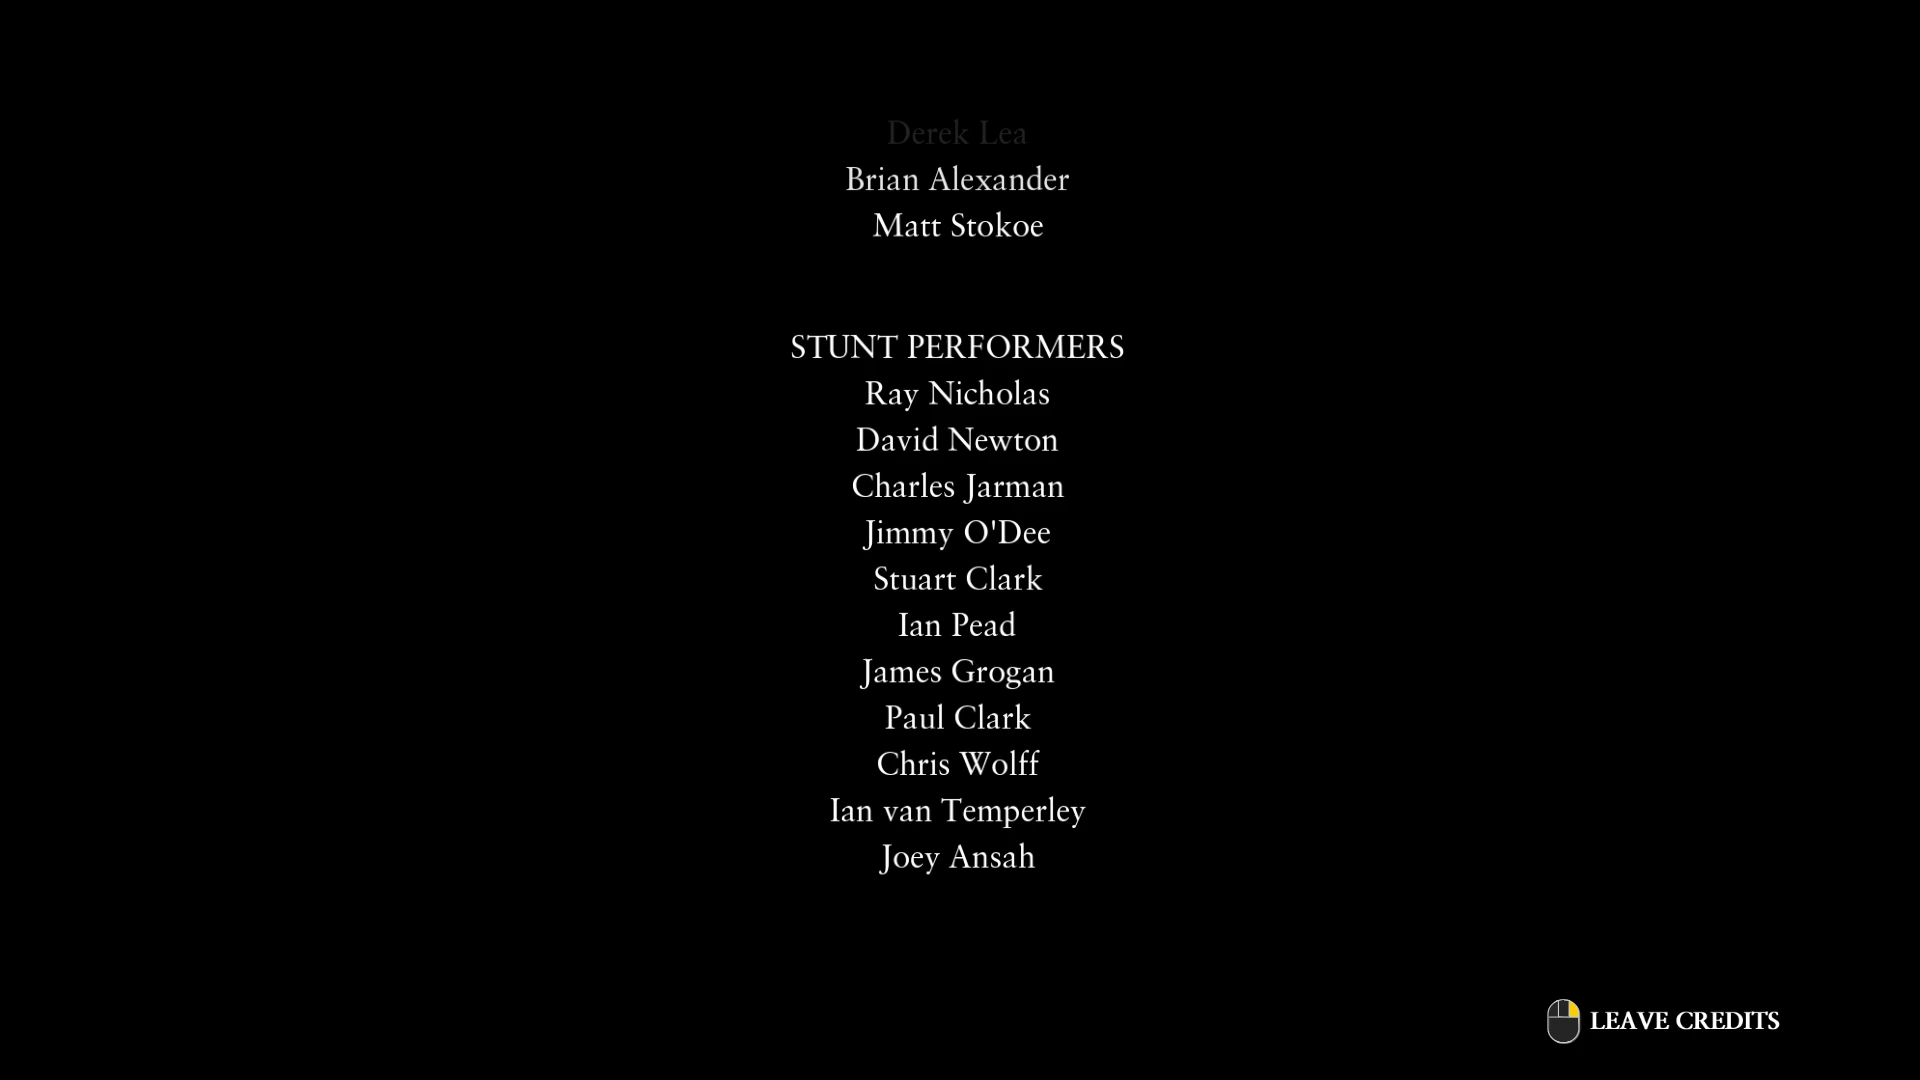 Derek Lea
Brian Alexander
Matt Stokoe
STUNT PERFORMERS
Ray Nicholas
David Newton
Charles Jarman
Jimmy O'Dee
Stuart Clark
Ian Pead
James Grogan
Paul Clark
Chris Wolff
Ian van Temperley
Joey Ansah
LEAVE CREDITS